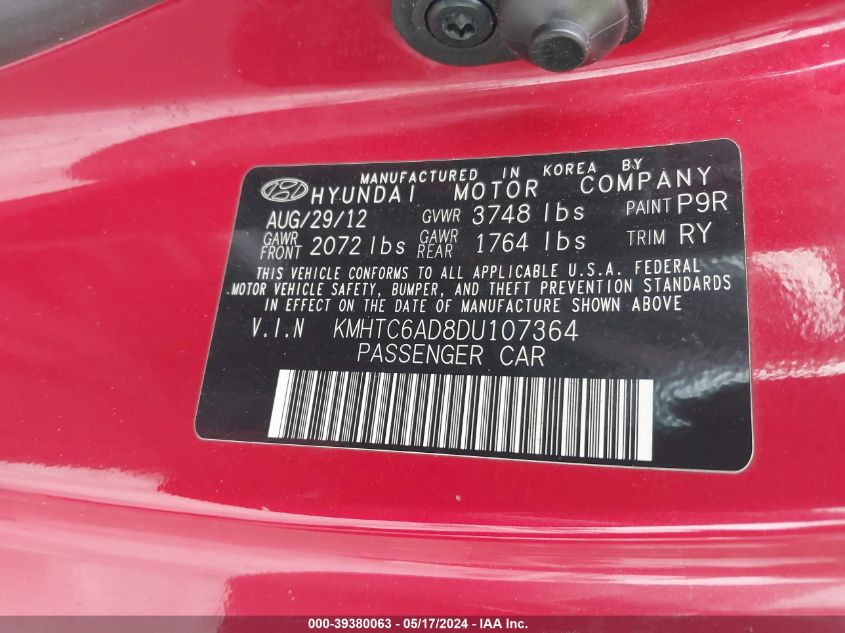 MANUFACTURED IN KOREA BY
HYUNDAI MOTOR COMPANY
AUG/29/12 GVWR 3748 lbs PAINT P9R
GAWR FRONT 2072 lbs GAWR REAR 1764 lbs TRIM RY
THIS VEHICLE CONFORMS TO ALL APPLICABLE U.S.A. FEDERAL
MOTOR VEHICLE SAFETY, BUMPER, AND THEFT PREVENTION STANDARDS
IN EFFECT ON THE DATE OF MANUFACTURE SHOWN ABOVE
V.I.N KMHTC6AD8DU107364
PASSENGER CAR
000-39380063 - 05/17/2024 - IAA Inc.